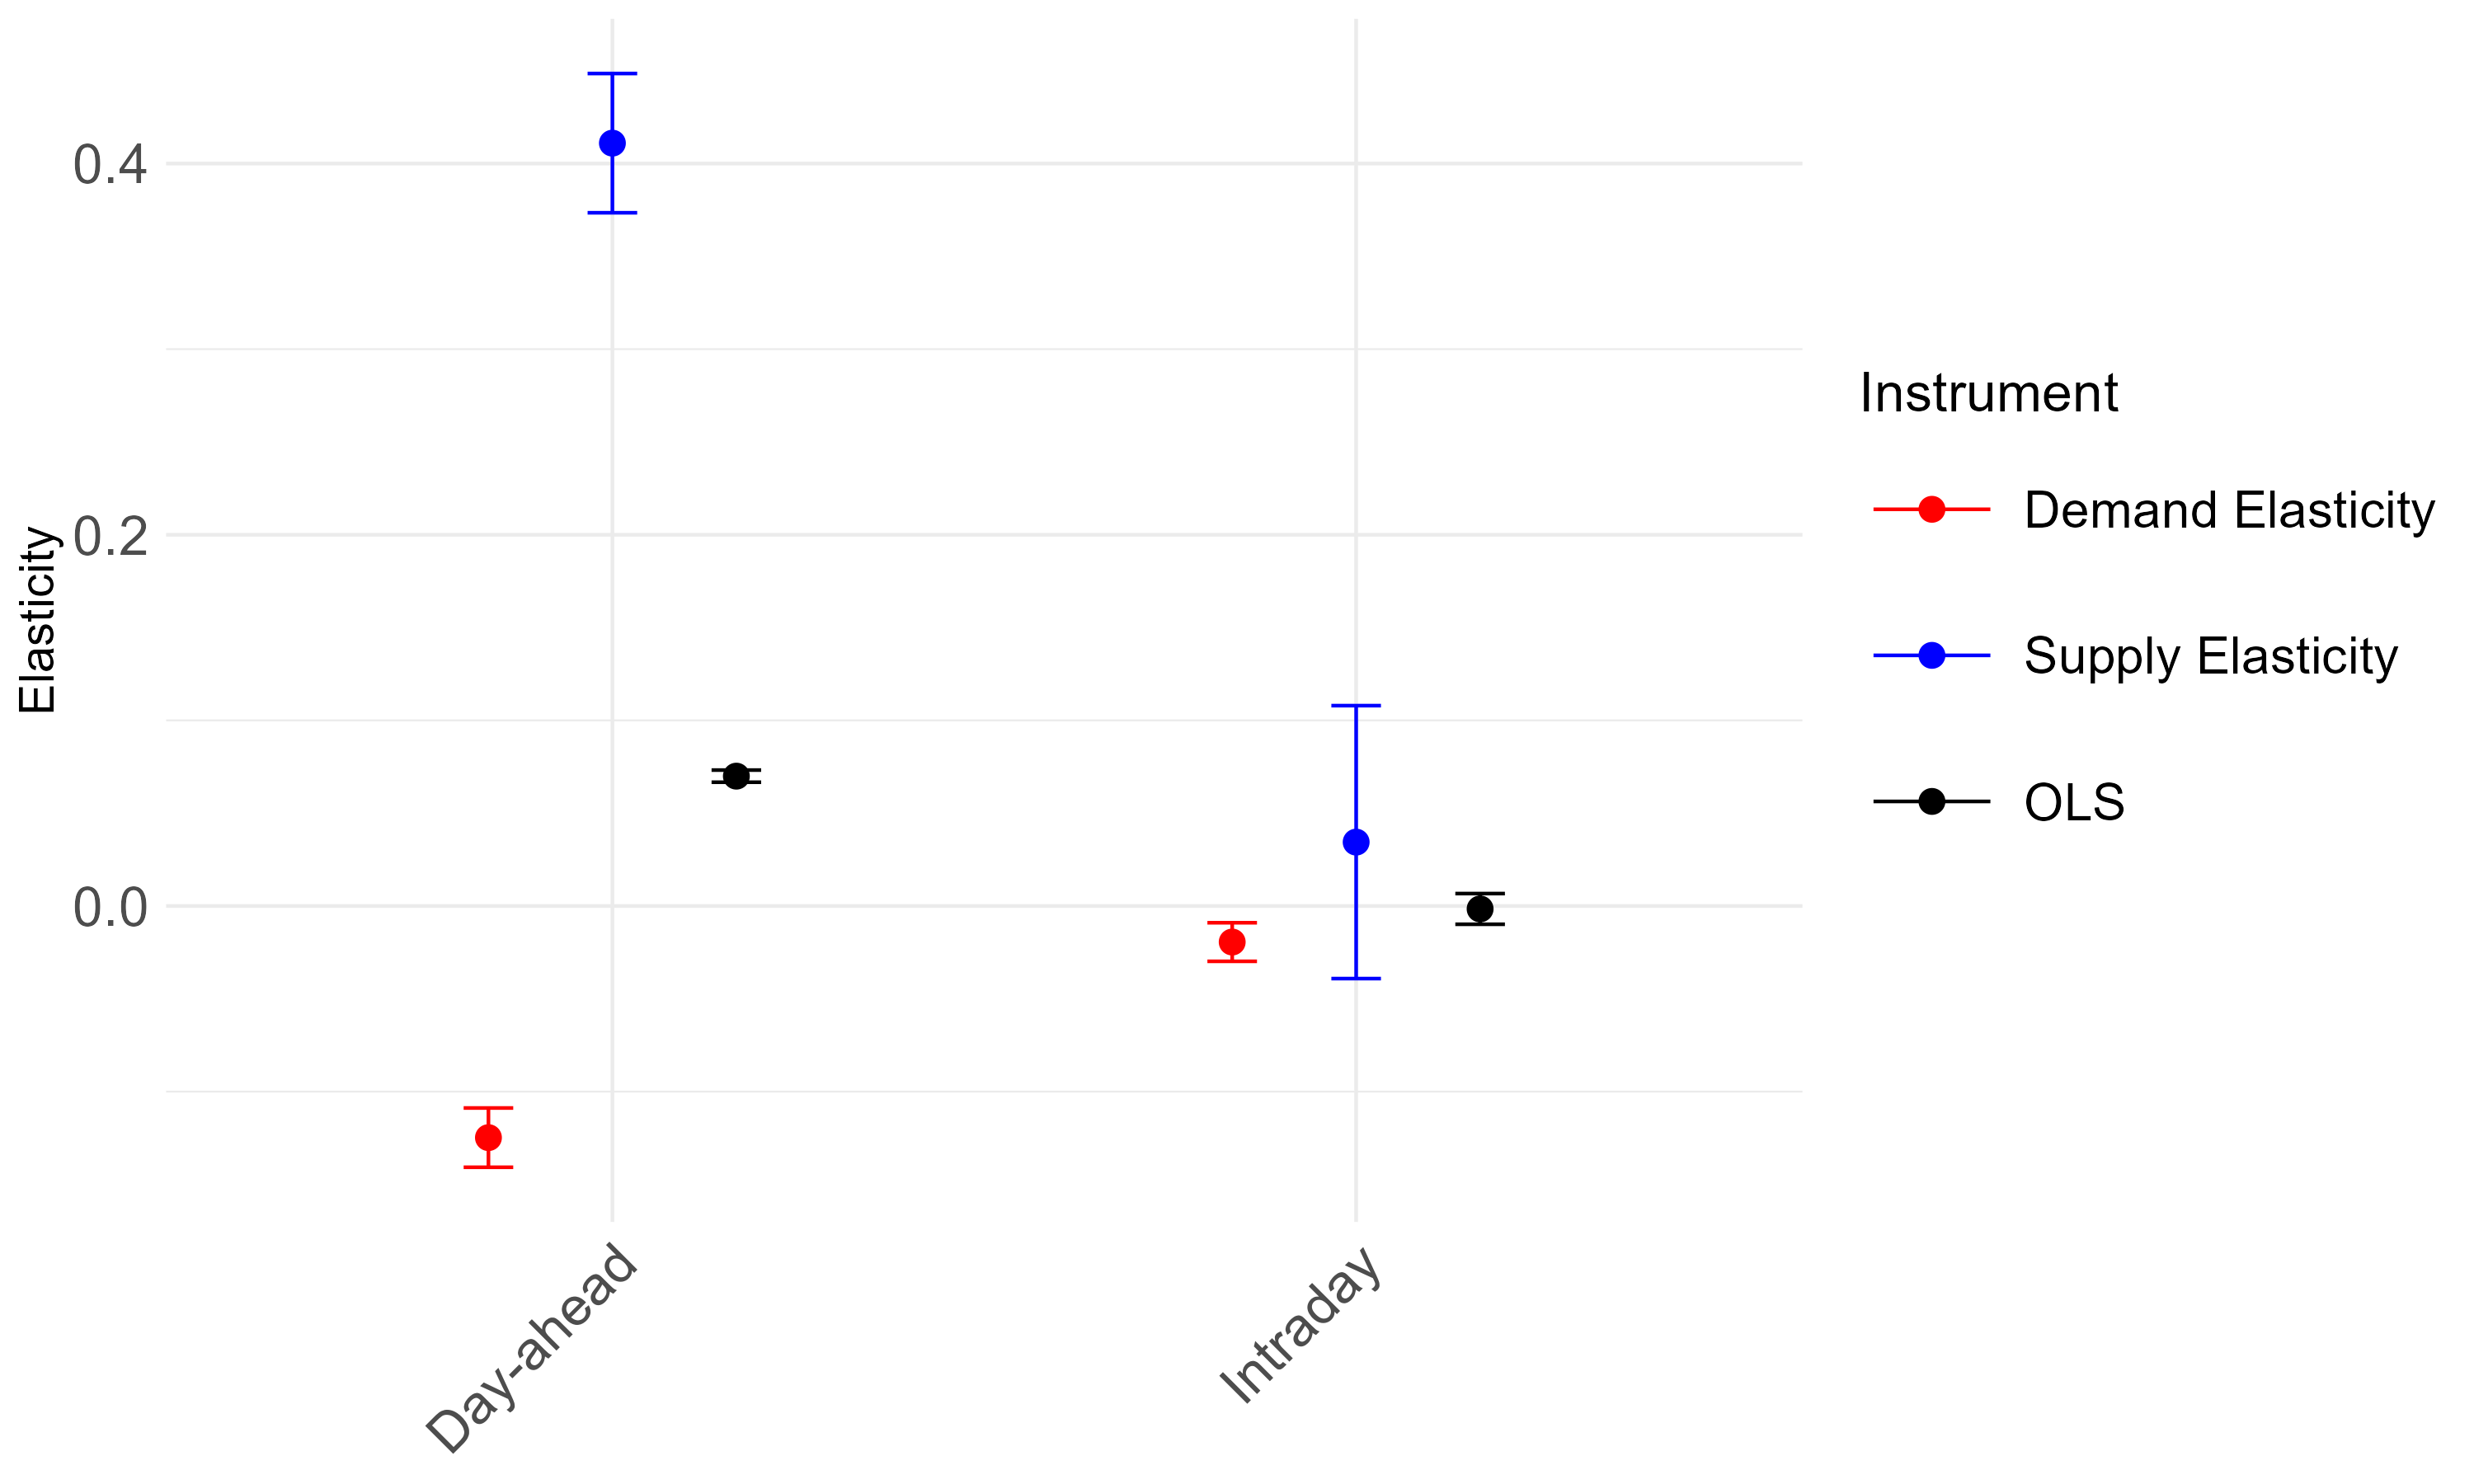 Elasticity
0.4
0.2
0.0
Day-ahead
Intraday
Instrument
Demand Elasticity
Supply Elasticity
OLS